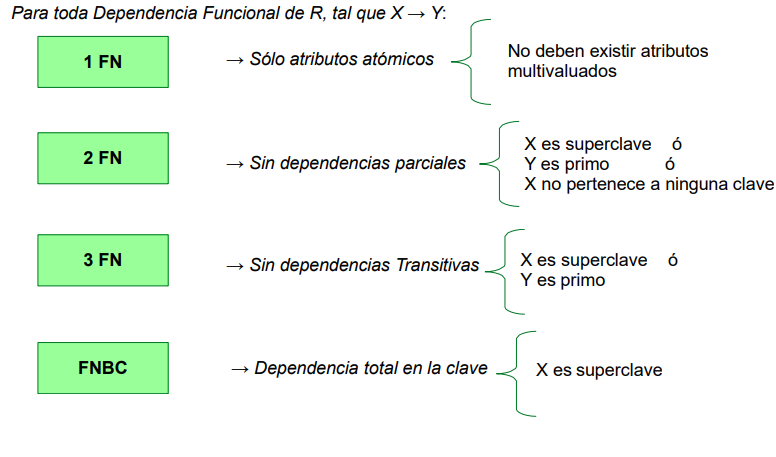 Para toda Dependencia Funcional de R, tal que X → Y:
1 FN
→ Sólo atributos atómicos
No deben existir atributos
multivaluados
2 FN
→ Sin dependencias parciales
X es superclave ó
Y es primo ó
X no pertenece a ninguna clave
3 FN
→ Sin dependencias Transitivas
X es superclave ó
Y es primo
FNBC
→ Dependencia total en la clave
X es superclave